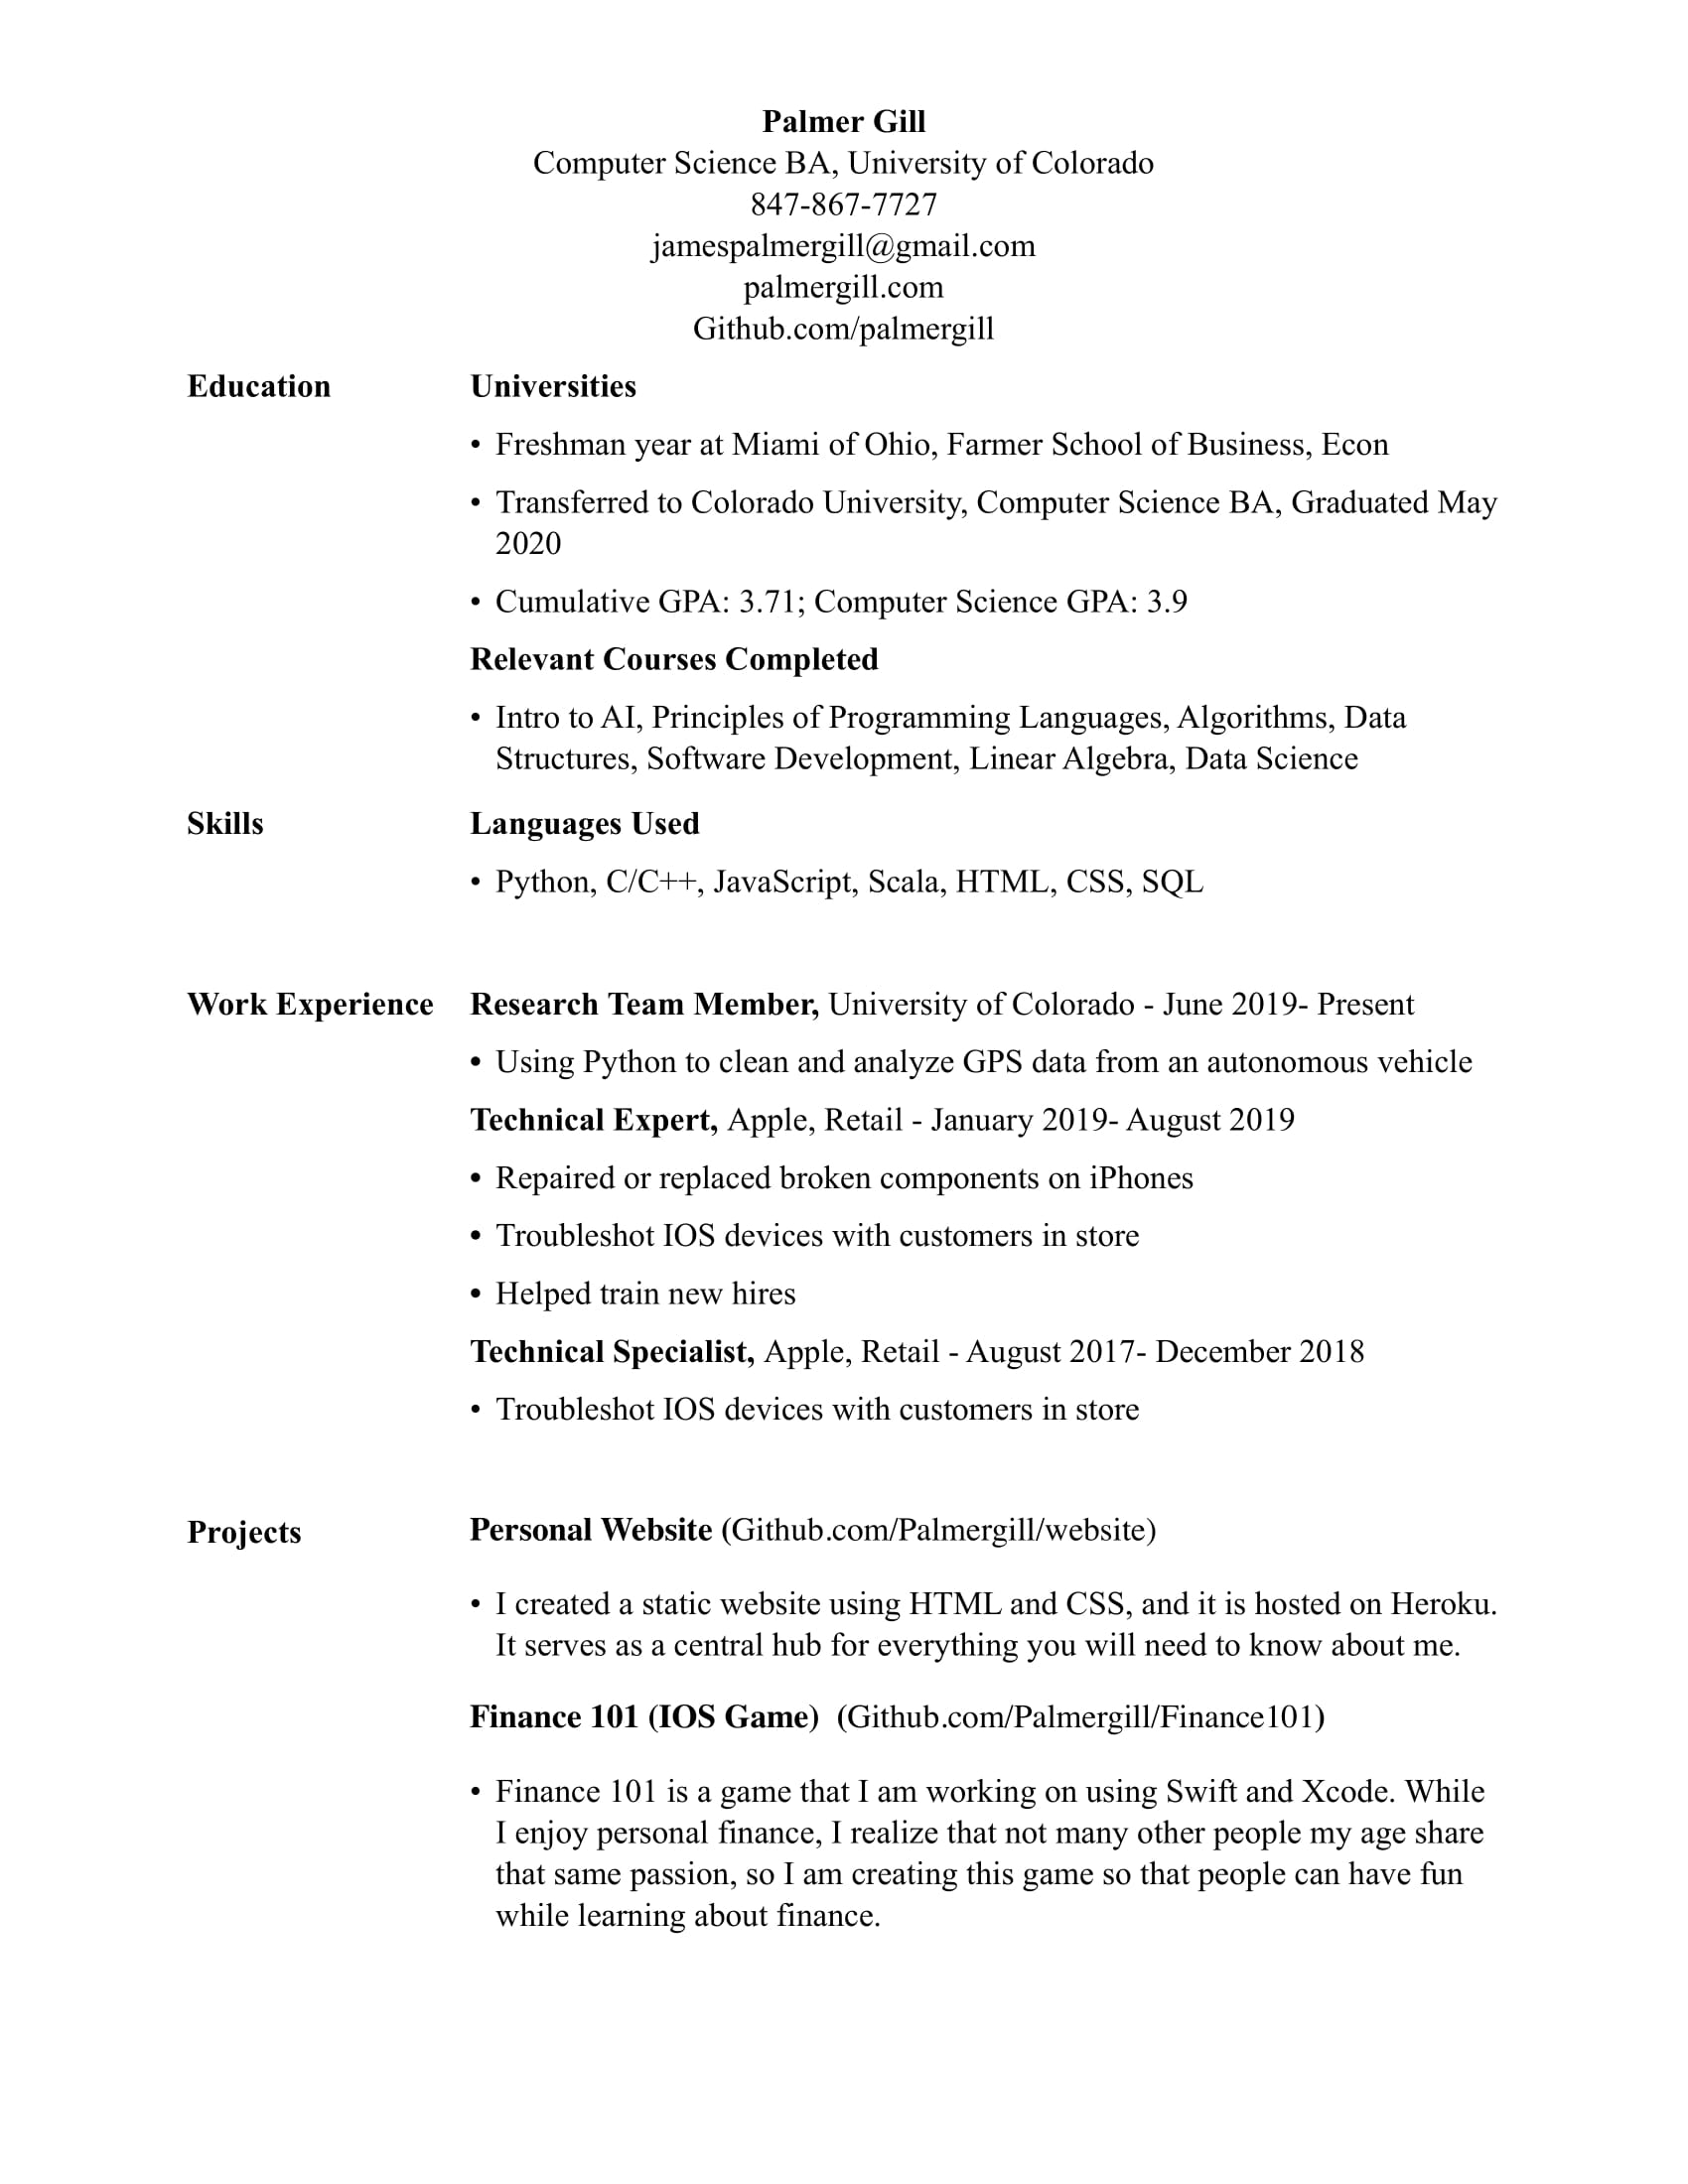 Palmer Gill
Computer Science BA, University of Colorado
847-867-7727
jamespalmergill@gmail.com
palmergill.com
Github.com/palmergill
Education Universities
• Freshman year at Miami of Ohio, Farmer School of Business, Econ
• Transferred to Colorado University, Computer Science BA, Graduated May
2020
• Cumulative GPA: 3.71; Computer Science GPA: 3.9
Relevant Courses Completed
• Intro to AI, Principles of Programming Languages, Algorithms, Data
Structures, Software Development, Linear Algebra, Data Science
Skills Languages Used
• Python, C/C++, JavaScript, Scala, HTML, CSS, SQL
Work Experience Research Team Member, University of Colorado - June 2019- Present
• Using Python to clean and analyze GPS data from an autonomous vehicle
Technical Expert, Apple, Retail - January 2019- August 2019
• Repaired or replaced broken components on iPhones
• Troubleshot IOS devices with customers in store
• Helped train new hires
Technical Specialist, Apple, Retail - August 2017- December 2018
• Troubleshot IOS devices with customers in store
Projects Personal Website (Github.com/Palmergill/website)
• I created a static website using HTML and CSS, and it is hosted on Heroku.
It serves as a central hub for everything you will need to know about me.
Finance 101 (IOS Game) (Github.com/Palmergill/Finance101)
• Finance 101 is a game that I am working on using Swift and Xcode. While
I enjoy personal finance, I realize that not many other people my age share
that same passion, so I am creating this game so that people can have fun
while learning about finance.